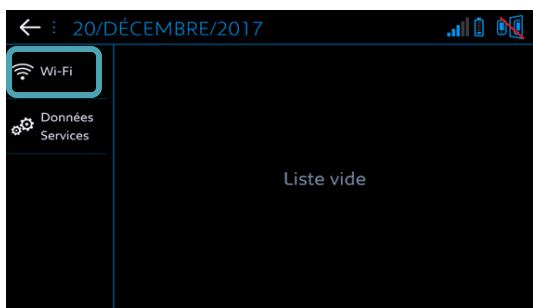 20/DÉCEMBRE/2017
Wi-Fi
Données
Services
Liste vide